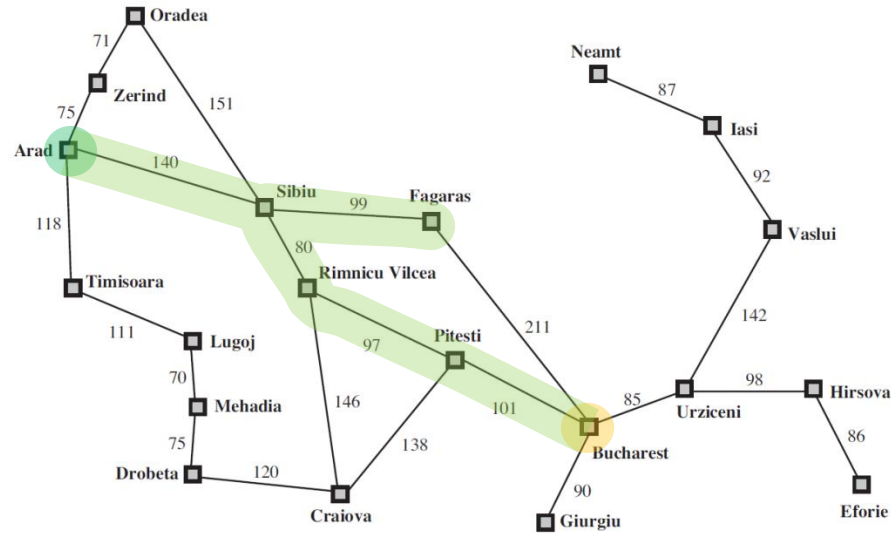 Oradea
71
Neamt
Zerind
87
151
75
Iasi
Arad
140
92
Sibiu
Fagaras
99
118
Vaslui
80
Timisoara
Rimnicu Vilcea
142
111
Pitesti
211
Lugoj
97
70
98
Hirsova
85
Mehadia
146
101
Urziceni
75
138
86
Bucharest
120
Drobeta
90
Craiova
Eforie
Giurgiu